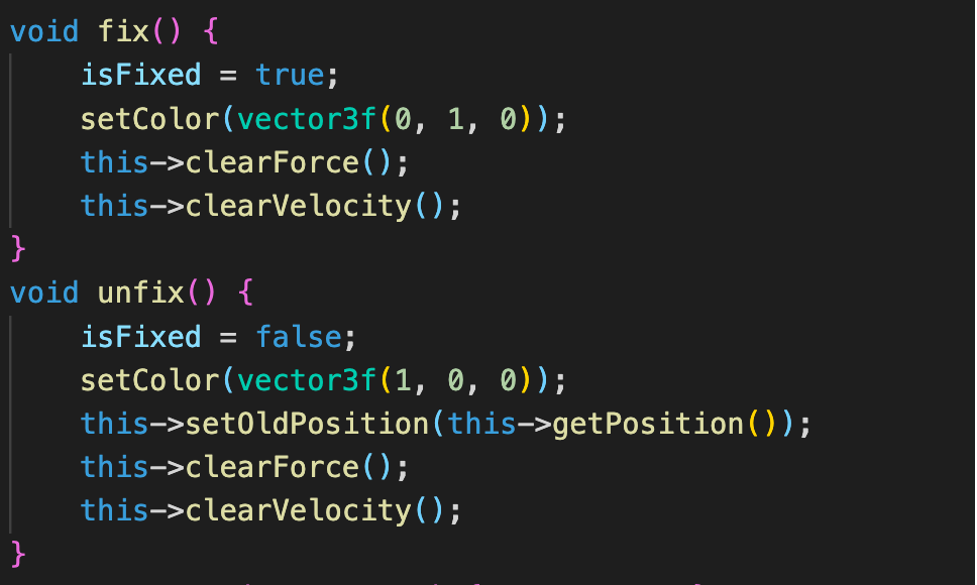 void fix() {
    isFixed = true;
    setColor(vector3f(0, 1, 0));
    this->clearForce();
    this->clearVelocity();
}
void unfix() {
    isFixed = false;
    setColor(vector3f(1, 0, 0));
    this->setOldPosition(this->getPosition());
    this->clearForce();
    this->clearVelocity();
}